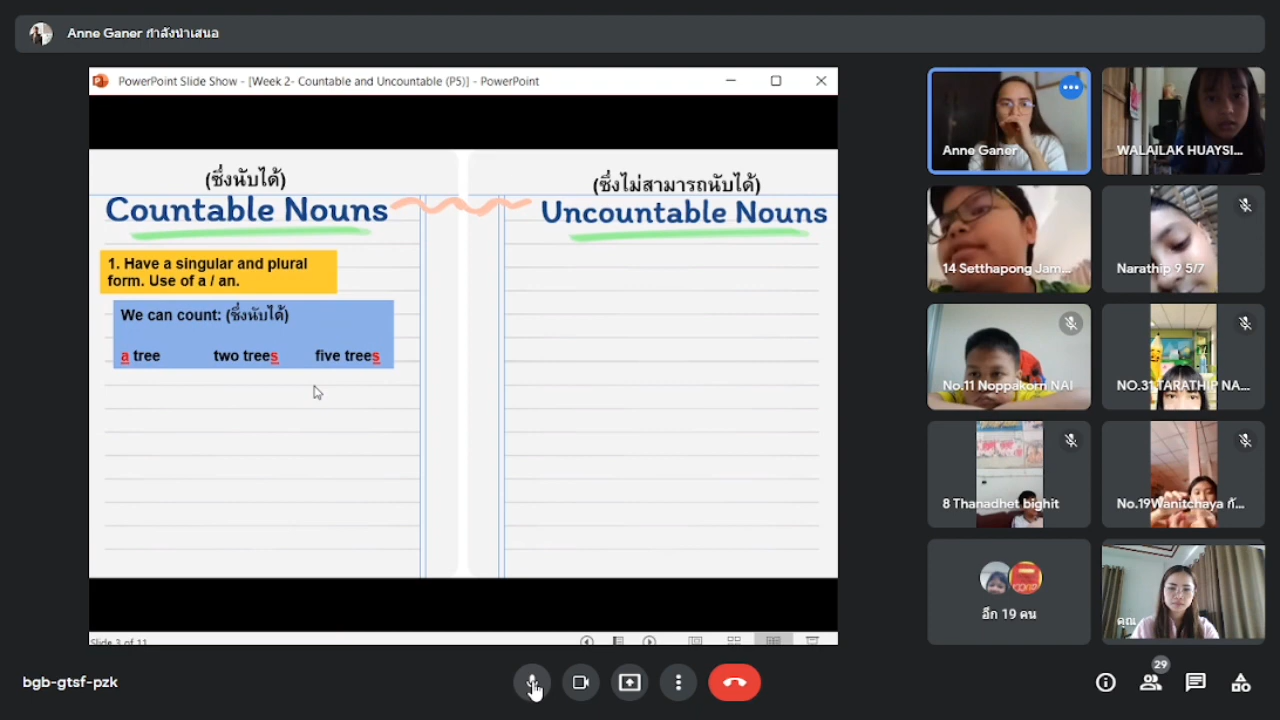 Anne Ganer กำลังนำเสนอ
PowerPoint Slide Show - [Week 2- Countable and Uncountable (P5)] - PowerPoint
(ซึ่งนับได้)
Countable Nouns
1. Have a singular and plural
form. Use of a / an.
We can count: (ซึ่งนับได้)
a tree two trees five trees
(ซึ่งไม่สามารถนับได้)
Uncountable Nouns
Slide 3 of 11
Anne Ganer
WALAILAK HUAYSI...
14 Setthapong Jam...
Narathip 9 5/7
No.11 Noppakorn NAI
NO.31 TARATHIP NA...
8 Thanadhet bighit
No.19Wanitchaya กั...
อีก 19 คน
คุณ
bgb-gtsf-pzk
29